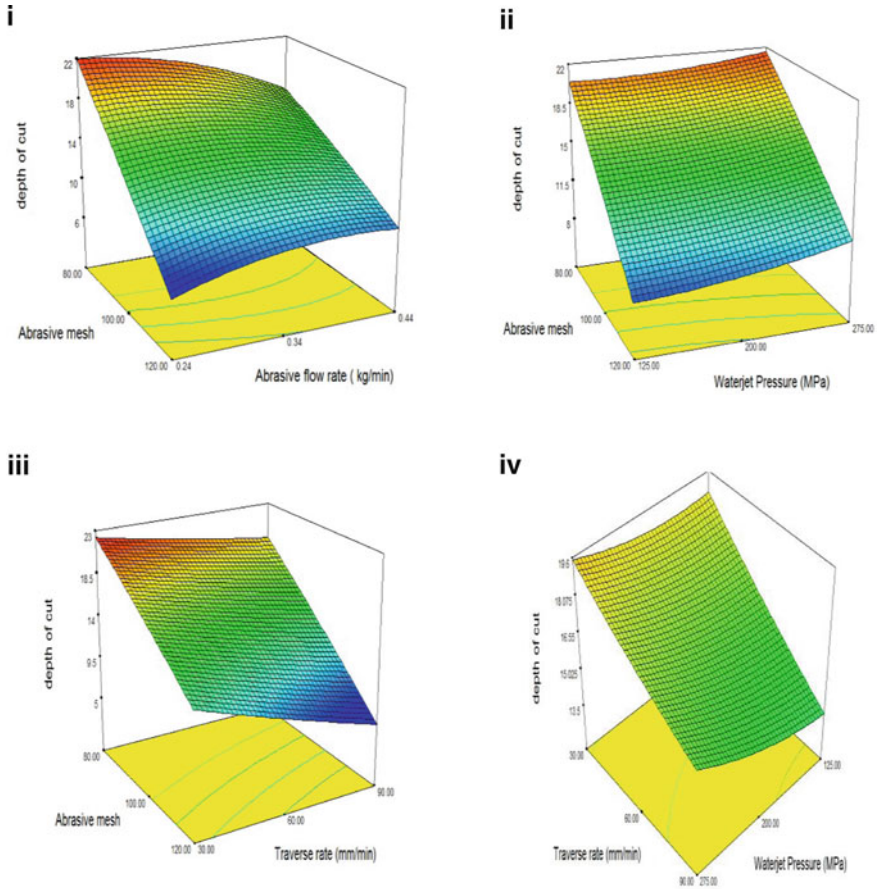 i
22
18
14
10
6
depth of cut
80.00
100.00
120.00
Abrasive mesh
0.24
0.34
0.44
Abrasive flow rate ( kg/min)
ii
22
18.5
15
11.5
8
depth of cut
80.00
100.00
120.00
Abrasive mesh
125.00
200.00
275.00
Waterjet Pressure (MPa)
iii
23
18.5
14
9.5
5
depth of cut
80.00
100.00
120.00
Abrasive mesh
30.00
60.00
90.00
Traverse rate (mm/min)
iv
19.6
18.075
16.55
15.025
13.5
depth of cut
30.00
60.00
90.00
Traverse rate (mm/min)
275.00
200.00
125.00
Waterjet Pressure (MPa)